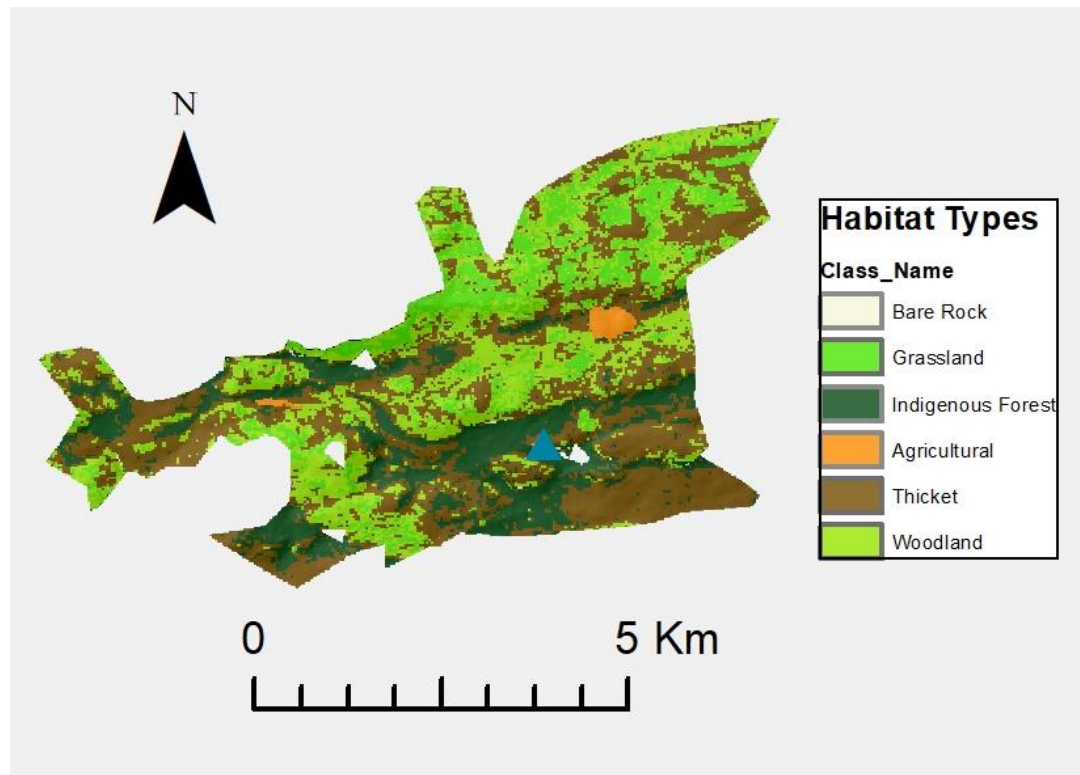 N
Habitat Types
Class_Name
Bare Rock
Grassland
Indigenous Forest
Agricultural
Thicket
Woodland
0 5 Km